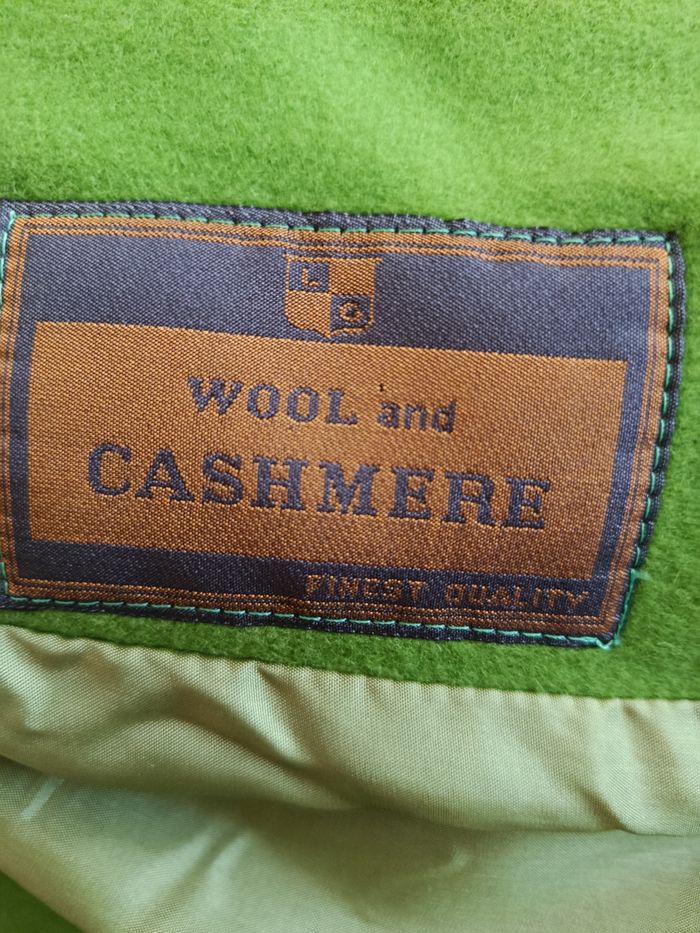 L
G
WOOL and
CASHMERE
FINEST QUALITY